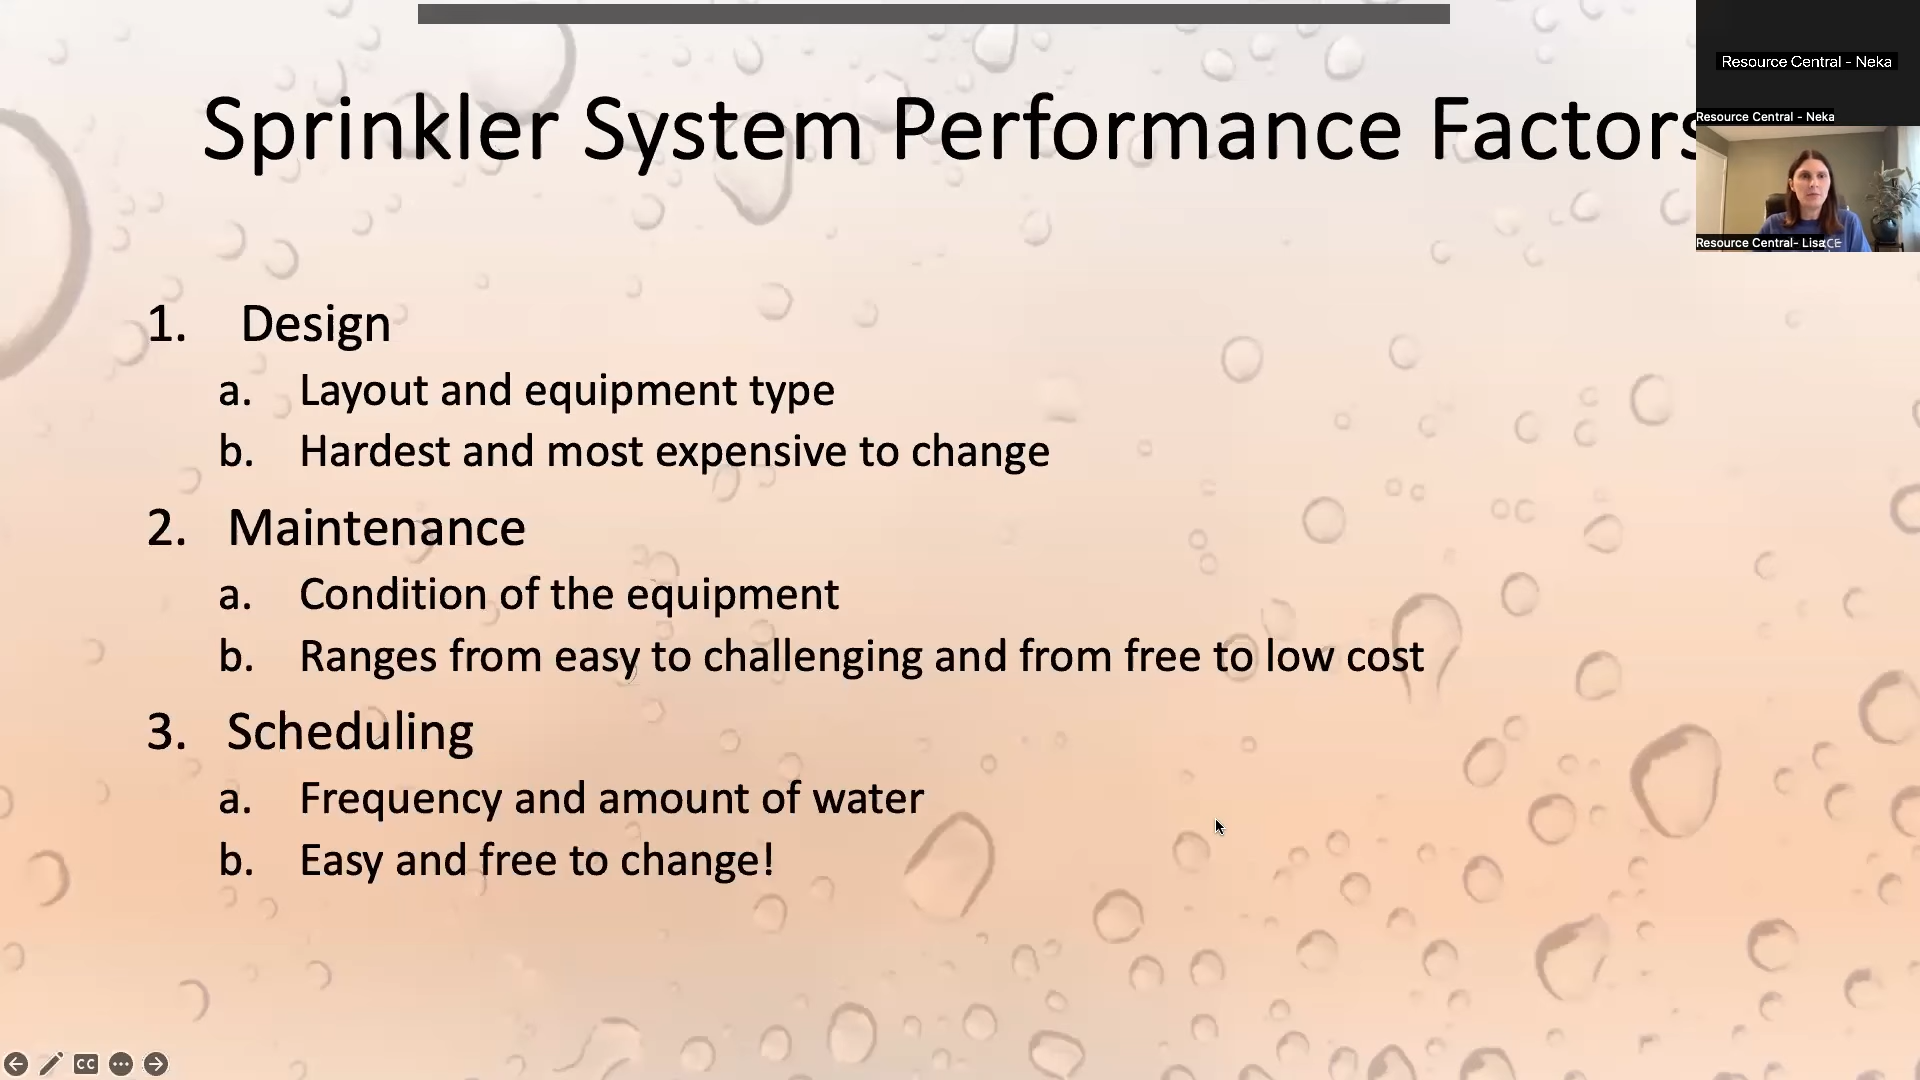 Sprinkler System Performance Factors
Resource Central - Neka
Resource Central - Neka
Resource Central- Lisa
CE
1. Design
a. Layout and equipment type
b. Hardest and most expensive to change
2. Maintenance
a. Condition of the equipment
b. Ranges from easy to challenging and from free to low cost
3. Scheduling
a. Frequency and amount of water
b. Easy and free to change!
CC